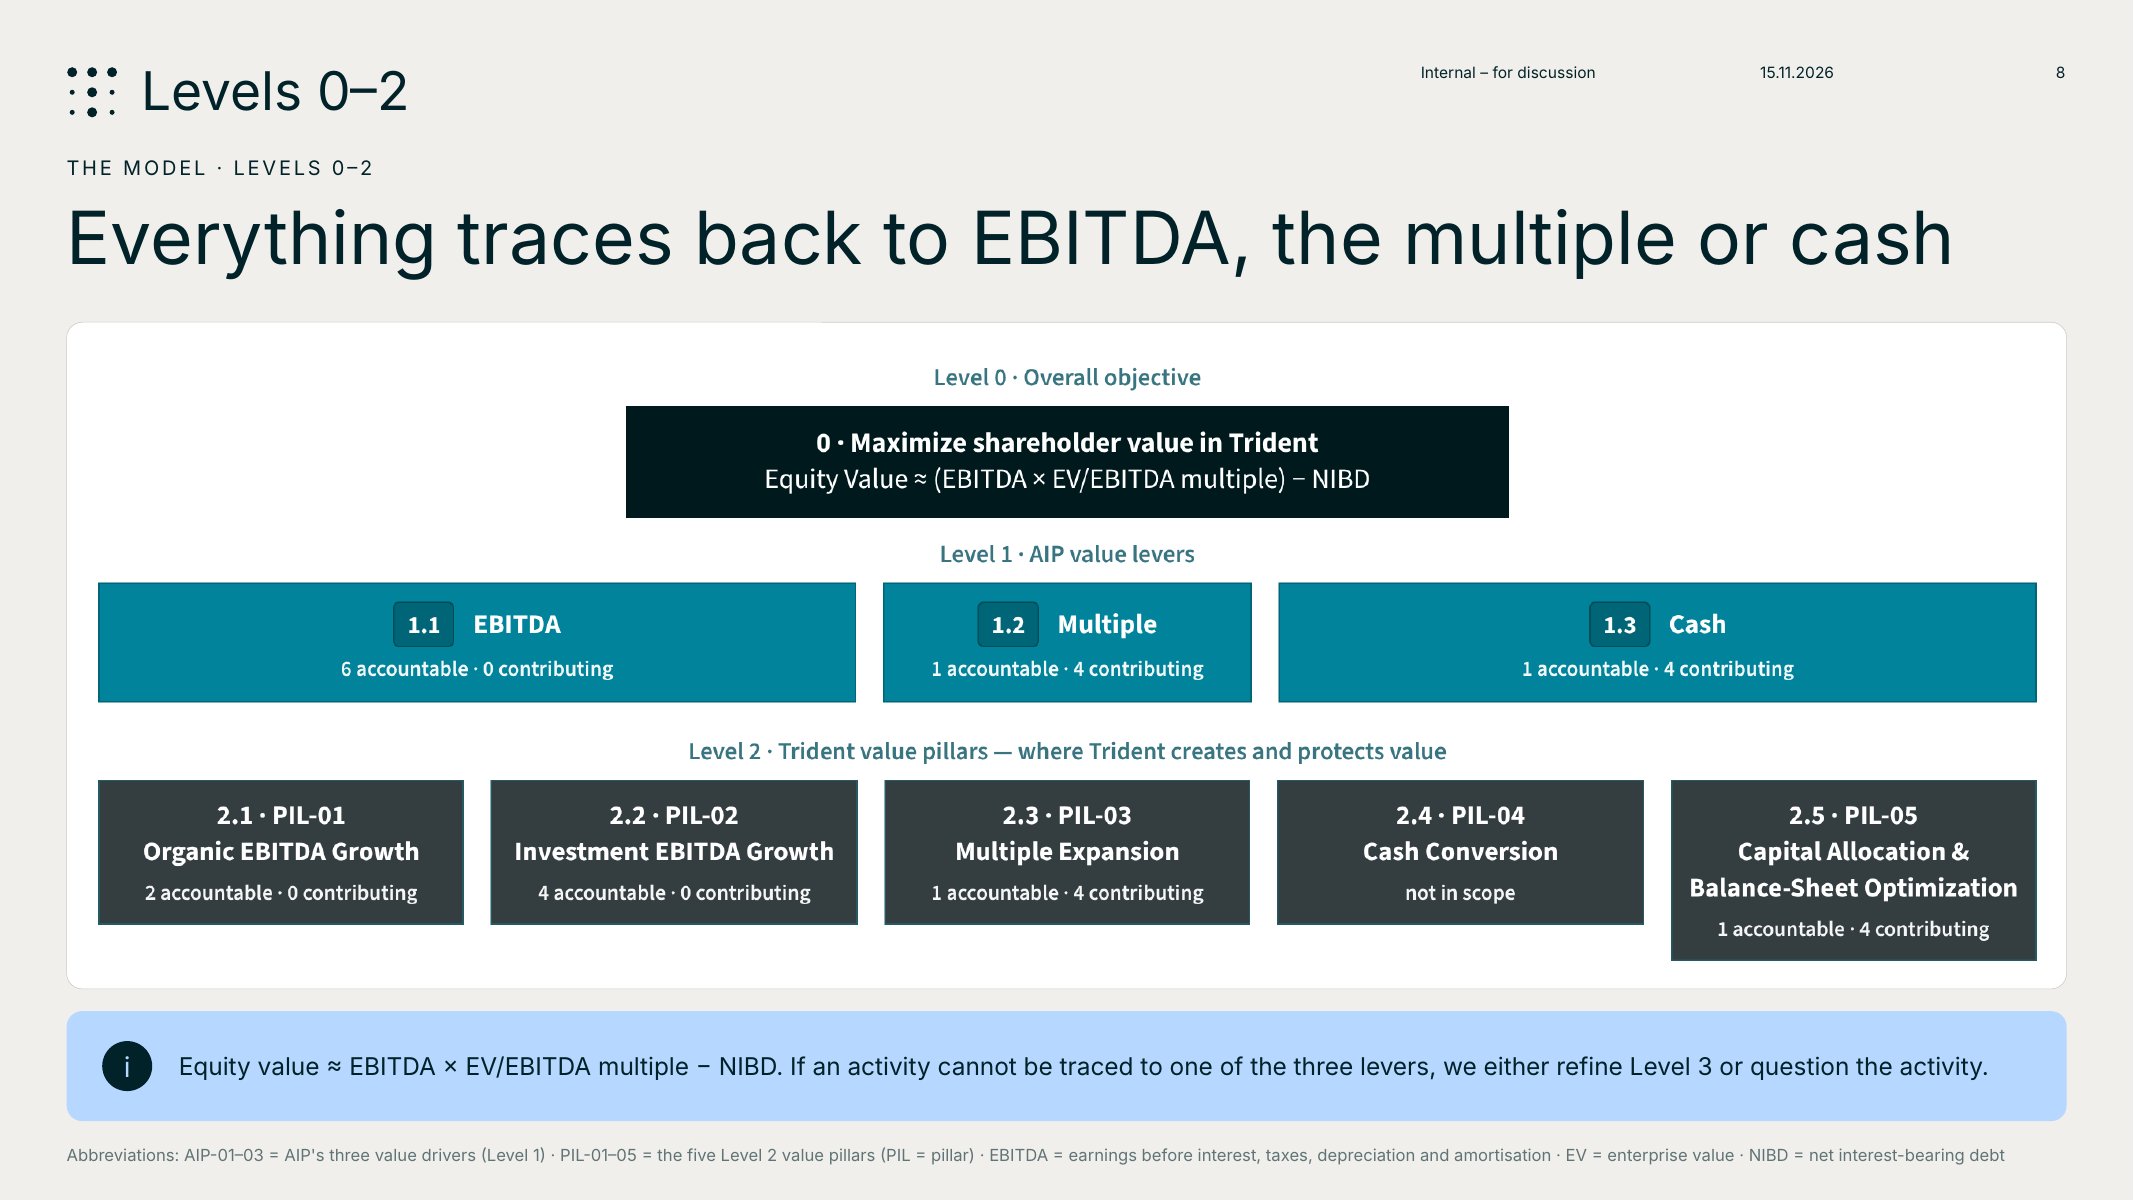 Levels 0–2
Internal – for discussion
15.11.2026
8
THE MODEL · LEVELS 0–2
Everything traces back to EBITDA, the multiple or cash
Level 0 · Overall objective
0 · Maximize shareholder value in Trident
Equity Value ≈ (EBITDA × EV/EBITDA multiple) − NIBD
Level 1 · AIP value levers
1.1 EBITDA
6 accountable · 0 contributing
1.2 Multiple
1 accountable · 4 contributing
1.3 Cash
1 accountable · 4 contributing
Level 2 · Trident value pillars — where Trident creates and protects value
2.1 · PIL-01
Organic EBITDA Growth
2 accountable · 0 contributing
2.2 · PIL-02
Investment EBITDA Growth
4 accountable · 0 contributing
2.3 · PIL-03
Multiple Expansion
1 accountable · 4 contributing
2.4 · PIL-04
Cash Conversion
not in scope
2.5 · PIL-05
Capital Allocation &
Balance-Sheet Optimization
1 accountable · 4 contributing
i
Equity value ≈ EBITDA × EV/EBITDA multiple − NIBD. If an activity cannot be traced to one of the three levers, we either refine Level 3 or question the activity.
Abbreviations: AIP-01–03 = AIP's three value drivers (Level 1) · PIL-01–05 = the five Level 2 value pillars (PIL = pillar) · EBITDA = earnings before interest, taxes, depreciation and amortisation · EV = enterprise value · NIBD = net interest-bearing debt